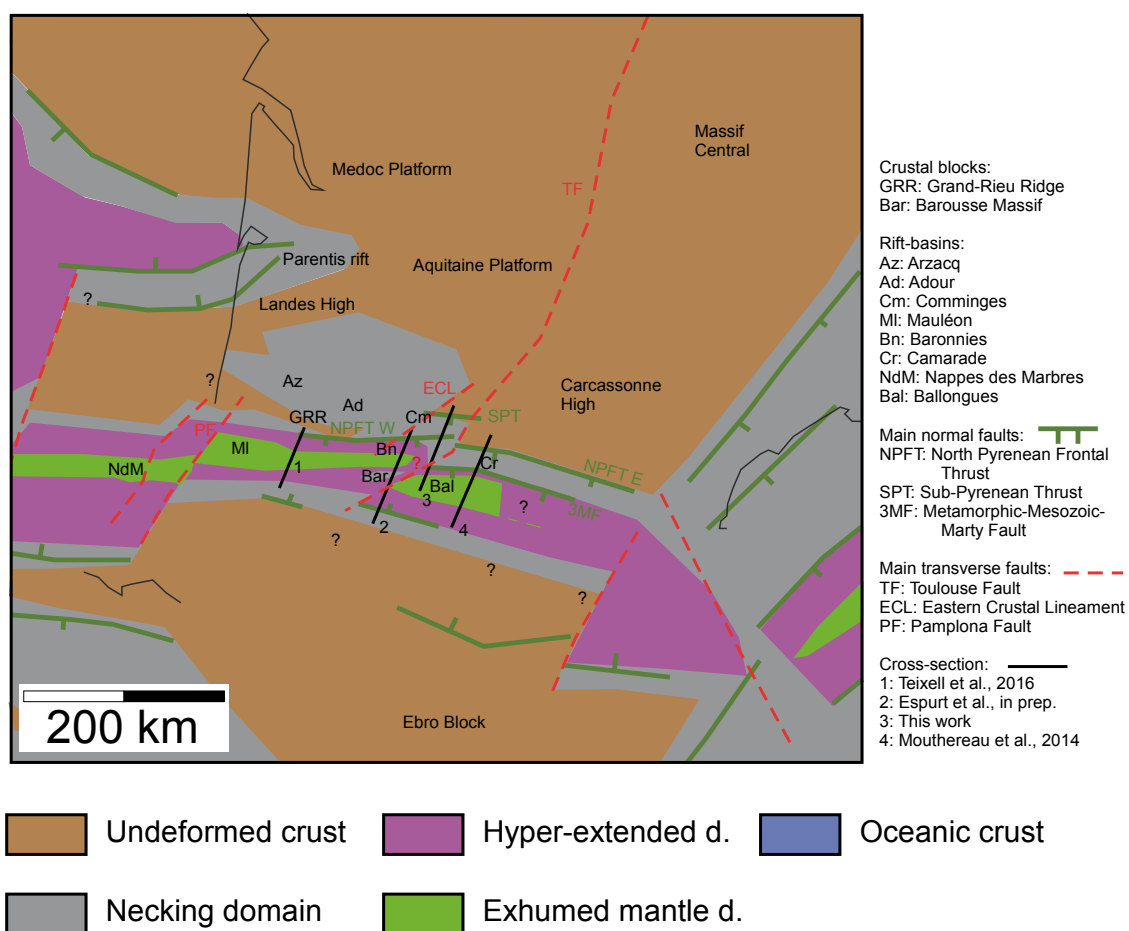 Massif
Central
Medoc Platform
TF
Parentis rift
Aquitaine Platform
?
Landes High
?
Az
Ad
ECL
Carcassonne
High
GRR
Cm
SPT
PF
NPFT W
Ml
Bn
NdM
1
?
Cr
NPFT E
Bar
Bal
3
?
3MF
2
4
?
?
?
Ebro Block
200 km
Crustal blocks:
GRR: Grand-Rieu Ridge
Bar: Barousse Massif
Rift-basins:
Az: Arzacq
Ad: Adour
Cm: Comminges
Ml: Mauléon
Bn: Baronnies
Cr: Camarade
NdM: Nappes des Marbres
Bal: Ballongues
Main normal faults:
NPFT: North Pyrenean Frontal
Thrust
SPT: Sub-Pyrenean Thrust
3MF: Metamorphic-Mesozoic-
Marty Fault
Main transverse faults:
TF: Toulouse Fault
ECL: Eastern Crustal Lineament
PF: Pamplona Fault
Cross-section:
1: Teixell et al., 2016
2: Espurt et al., in prep.
3: This work
4: Mouthereau et al., 2014
Undeformed crust
Hyper-extended d.
Oceanic crust
Necking domain
Exhumed mantle d.